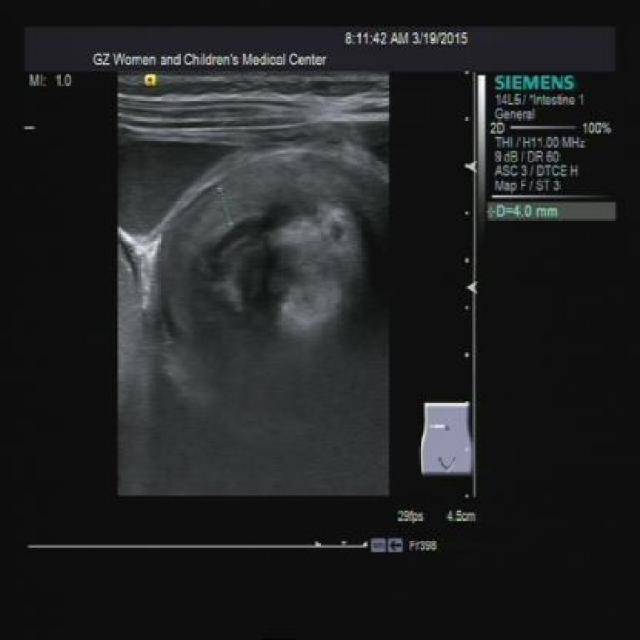 8:11:42 AM 3/19/2015
GZ Women and Children's Medical Center
MI: 1.0
SIEMENS
14L5 / *Intestine 1
General
2D 100%
THI / H11.00 MHz
9 dB / DR 60
ASC 3 / DTCE H
Map F / ST 3
D=4.0 mm
29fps 4.5cm